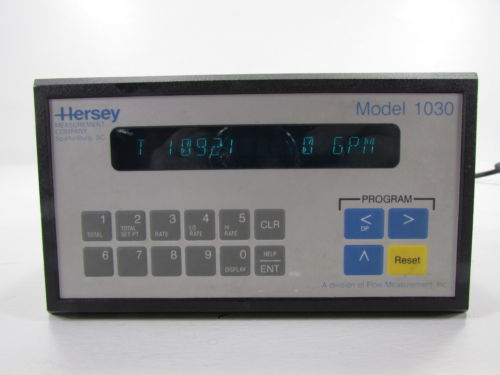 Hersey
MEASUREMENT
COMPANY
Spartanburg, SC
Model 1030
T 10921 0 GPM
PROGRAM
1 TOTAL 2 TOTAL SET PT 3 RATE 4 LO RATE 5 HI RATE CLR
< DP >
6 7 8 9 0 DISPLAY HELP ENT
^ Reset
A division of Flow Measurement, Inc.